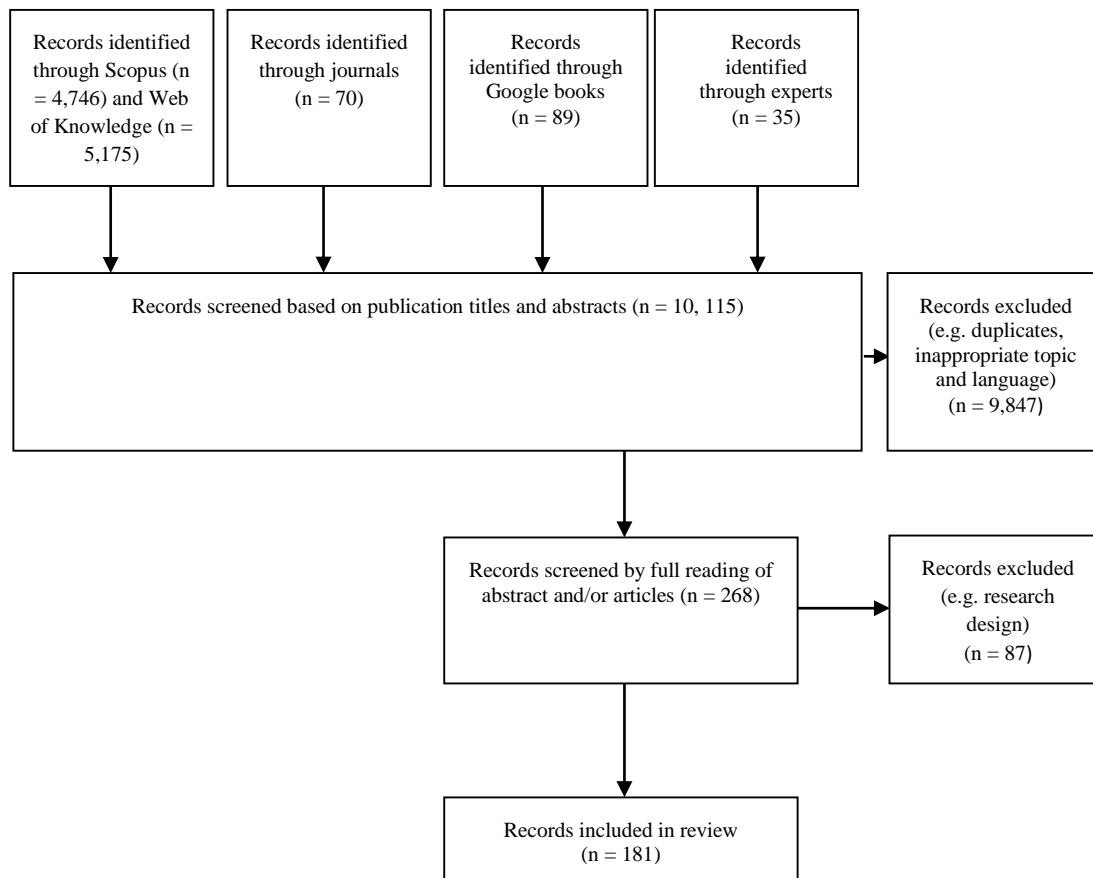 Records identified
through Scopus (n
= 4,746) and Web
of Knowledge (n =
5,175)
Records identified
through journals
(n = 70)
Records
identified through
Google books
(n = 89)
Records
identified
through experts
(n = 35)
Records screened based on publication titles and abstracts (n = 10, 115)
Records excluded
(e.g. duplicates,
inappropriate topic
and language)
(n = 9,847)
Records screened by full reading of
abstract and/or articles (n = 268)
Records excluded
(e.g. research
design)
(n = 87)
Records included in review
(n = 181)